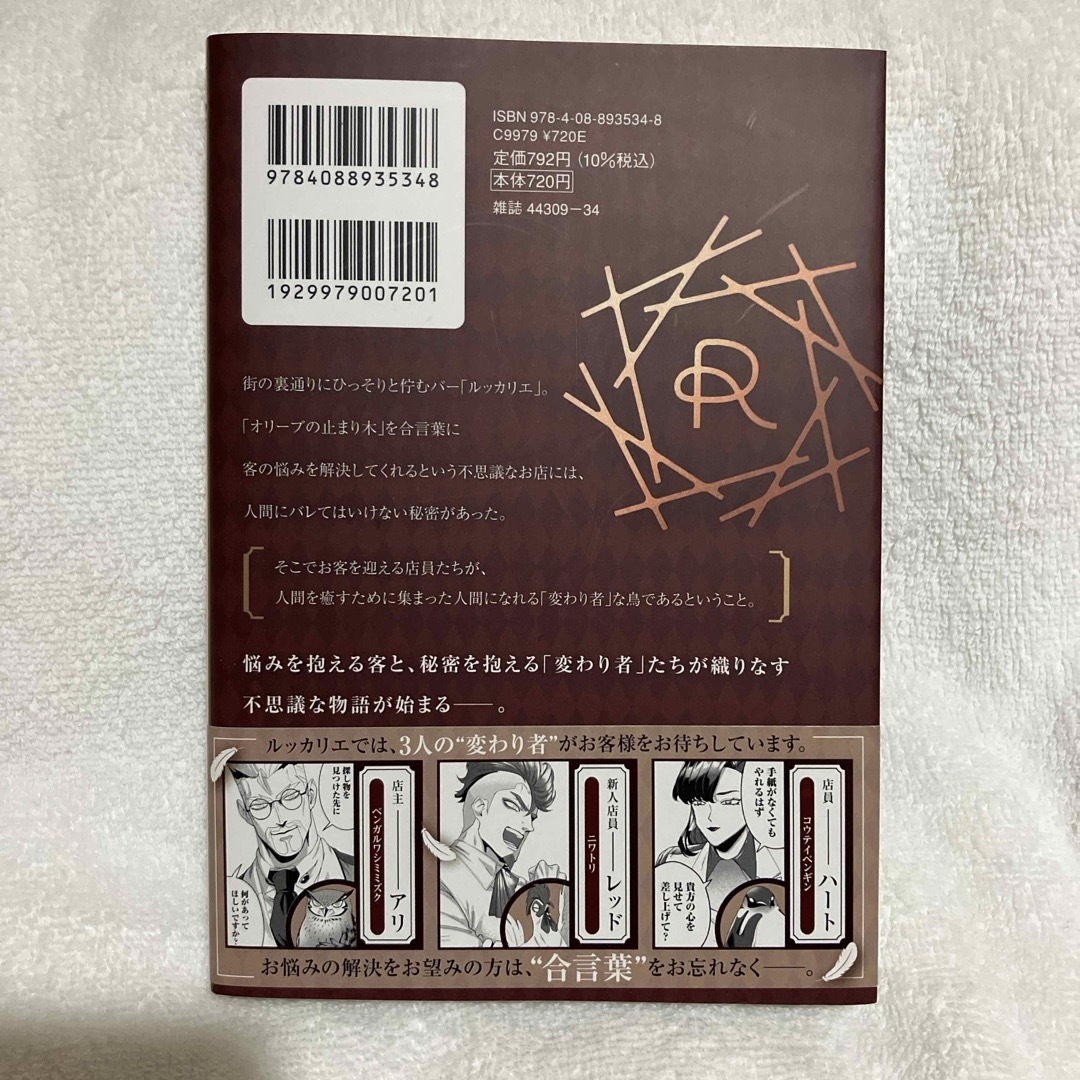 9784088935348
1929979007201
ISBN 978-4-08-893534-8
C9979 ¥720E
定価792円(10%税込)
本体720円
雑誌 44309-34
R
街の裏通りにひっそりと佇むバー「ルッカリエ」。
「オリーブの止まり木」を合言葉に
客の悩みを解決してくれるという不思議なお店には、
人間にバレてはいけない秘密があった。
そこでお客を迎える店員たちが、
人間を癒すために集まった人間になれる「変わり者」な鳥であるということ。
悩みを抱える客と、秘密を抱える「変わり者」たちが織りなす
不思議な物語が始まる――。
ルッカリエでは、3人の“変わり者”がお客様をお待ちしています。
探し物を
見つけた先に
何があって
ほしいですか?
店主――アリ
ベンガルワシミミズク
新人店員――レッド
ニワトリ
手紙がなくても
やれるはず
貴方の心を
見せて
差し上げて?
店員――ハート
コウテイペンギン
お悩みの解決をお望みの方は、“合言葉”をお忘れなく――。